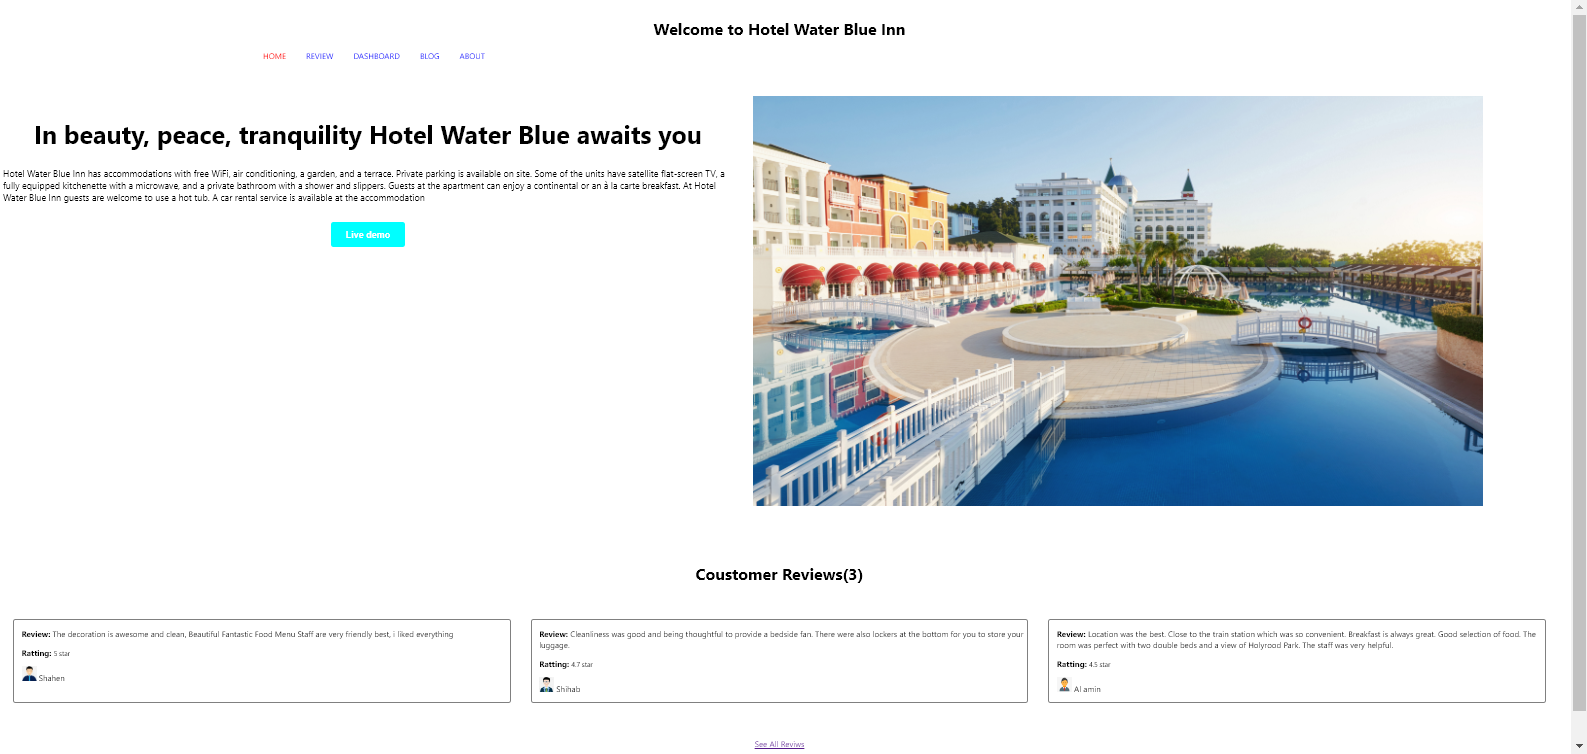 Welcome to Hotel Water Blue Inn
HOME REVIEW DASHBOARD BLOG ABOUT
In beauty, peace, tranquility Hotel Water Blue awaits you
Hotel Water Blue Inn has accommodations with free WiFi, air conditioning, a garden, and a terrace. Private parking is available on site. Some of the units have satellite flat-screen TV, a
fully equipped kitchenette with a microwave, and a private bathroom with a shower and slippers. Guests at the apartment can enjoy a continental or an à la carte breakfast. At Hotel
Water Blue Inn guests are welcome to use a hot tub. A car rental service is available at the accommodation
Live demo
Coustomer Reviews(3)
Review: The decoration is awesome and clean, Beautiful Fantastic Food Menu Staff are very friendly best, i liked everything
Ratting: 5 star
Shahen
Review: Cleanliness was good and being thoughtful to provide a bedside fan. There were also lockers at the bottom for you to store your
luggage.
Ratting: 4.7 star
Shihab
Review: Location was the best. Close to the train station which was so convenient. Breakfast is always great. Good selection of food. The
room was perfect with two double beds and a view of Holyrood Park. The staff was very helpful.
Ratting: 4.5 star
Al amin
See All Reviws